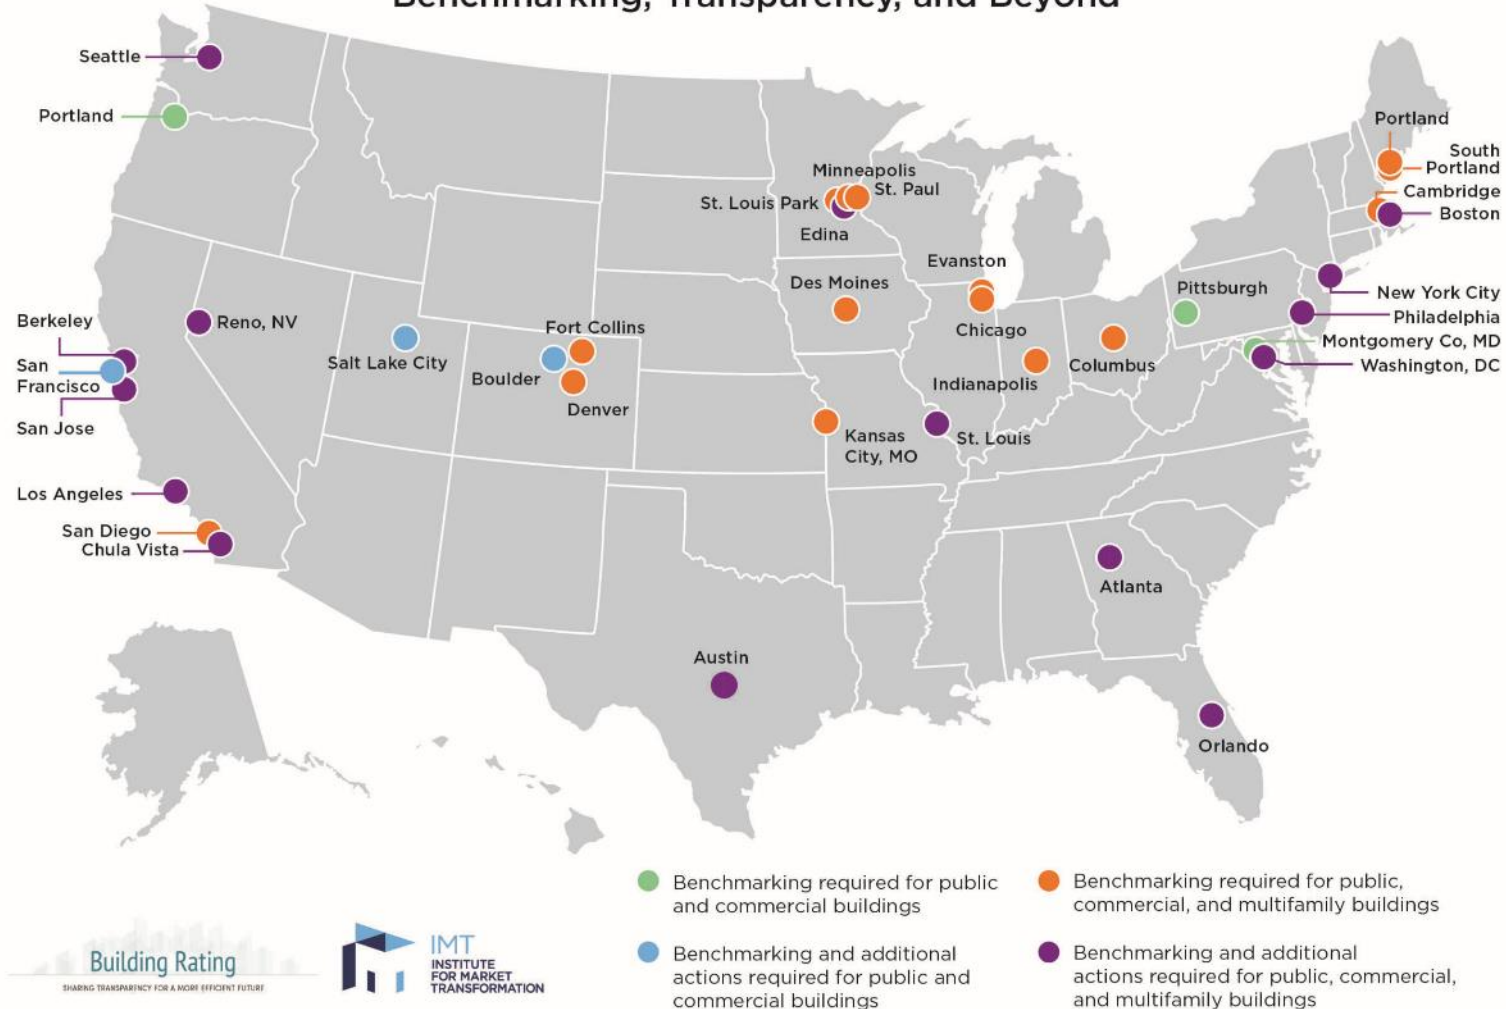 Benchmarking, Transparency, and Beyond
Seattle
Portland
Berkeley
San
Francisco
San Jose
Reno, NV
Los Angeles
San Diego
Chula Vista
Salt Lake City
Fort Collins
Boulder
Denver
Minneapolis
St. Louis Park
St. Paul
Edina
Des Moines
Evanston
Chicago
Indianapolis
Columbus
Kansas
City, MO
St. Louis
Pittsburgh
Portland
South
Portland
Cambridge
Boston
New York City
Philadelphia
Montgomery Co, MD
Washington, DC
Atlanta
Austin
Orlando
Benchmarking required for public
and commercial buildings
Benchmarking required for public,
commercial, and multifamily buildings
Benchmarking and additional
actions required for public and
commercial buildings
Benchmarking and additional
actions required for public, commercial,
and multifamily buildings
Building Rating
SHARING TRANSPARENCY FOR A MORE EFFICIENT FUTURE
IMT
INSTITUTE
FOR MARKET
TRANSFORMATION